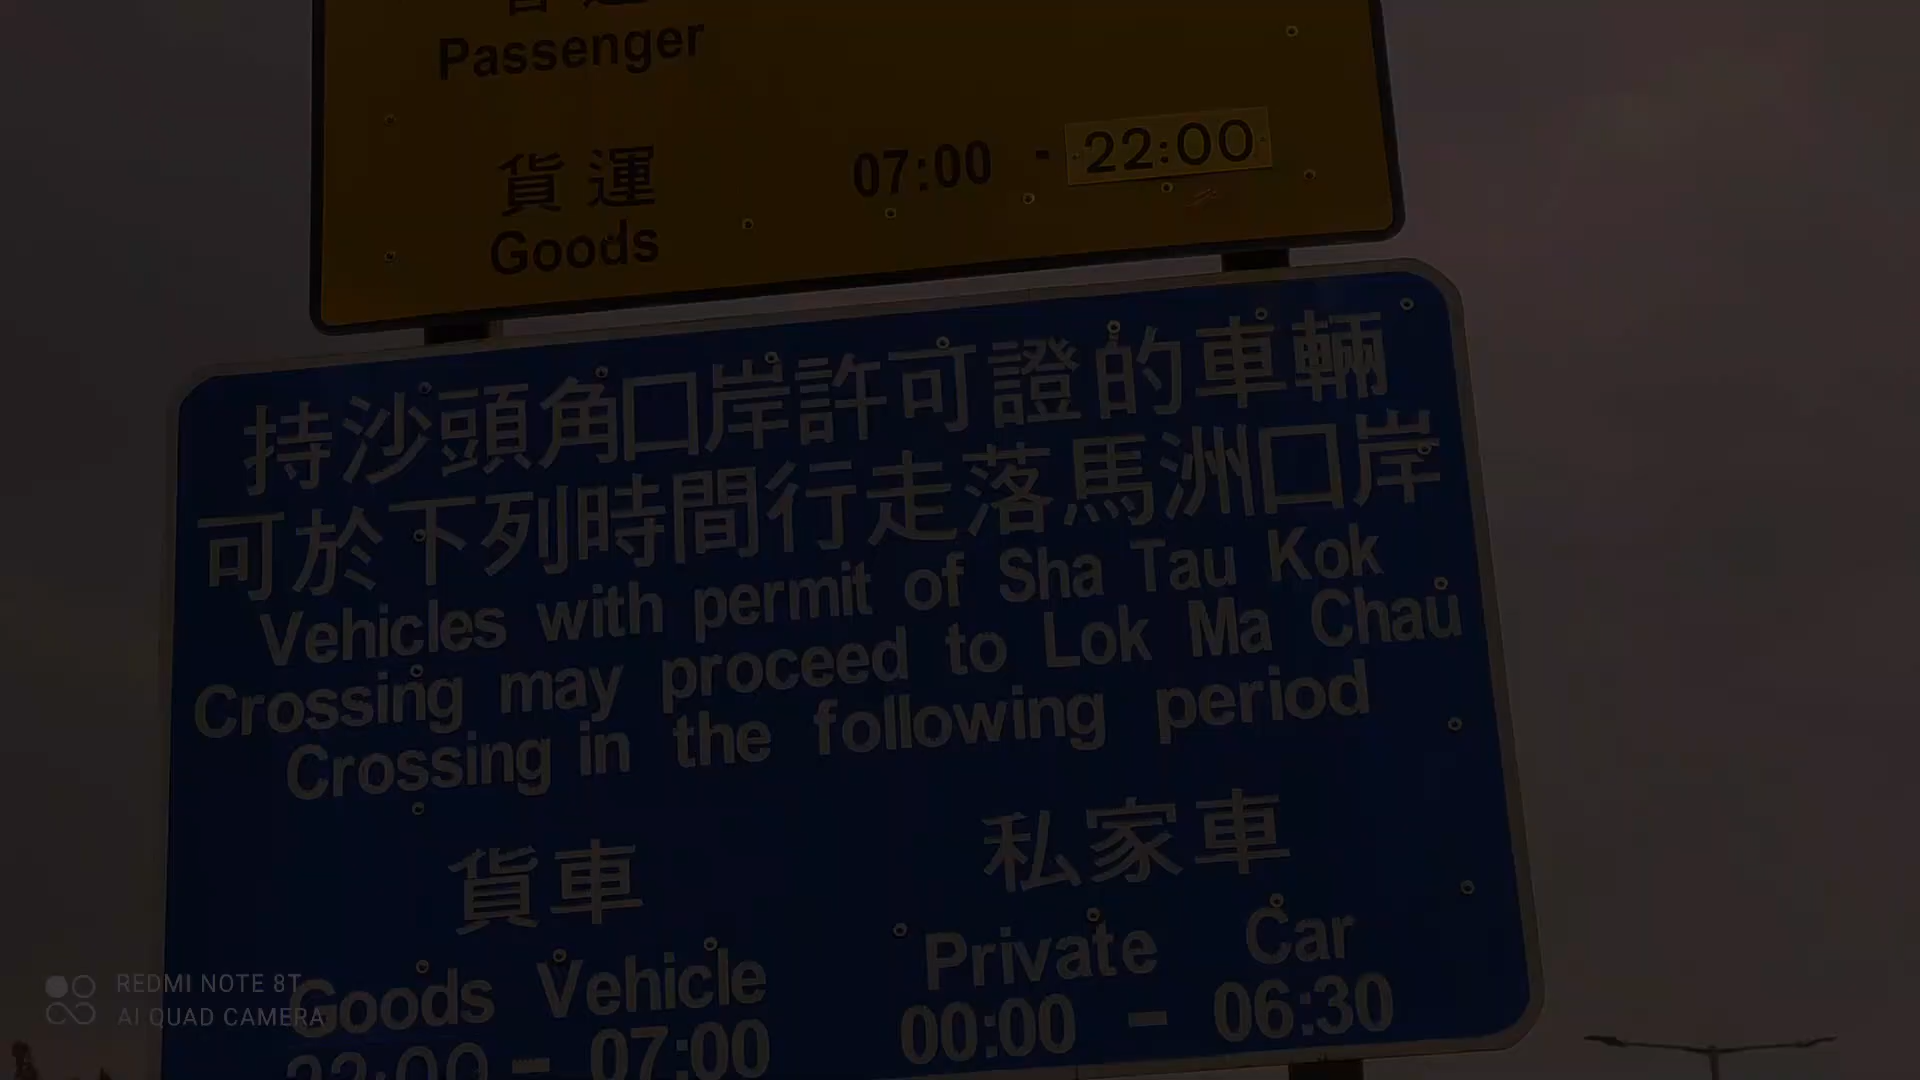 Passenger
貨運 07:00 - 22:00
Goods
持沙頭角口岸許可證的車輛
可於下列時間行走落馬洲口岸
Vehicles with permit of Sha Tau Kok
Crossing may proceed to Lok Ma Chau
Crossing in the following period
貨車 私家車
Goods Vehicle Private Car
22:00 - 07:00 00:00 - 06:30
REDMI NOTE 8T
AI QUAD CAMERA